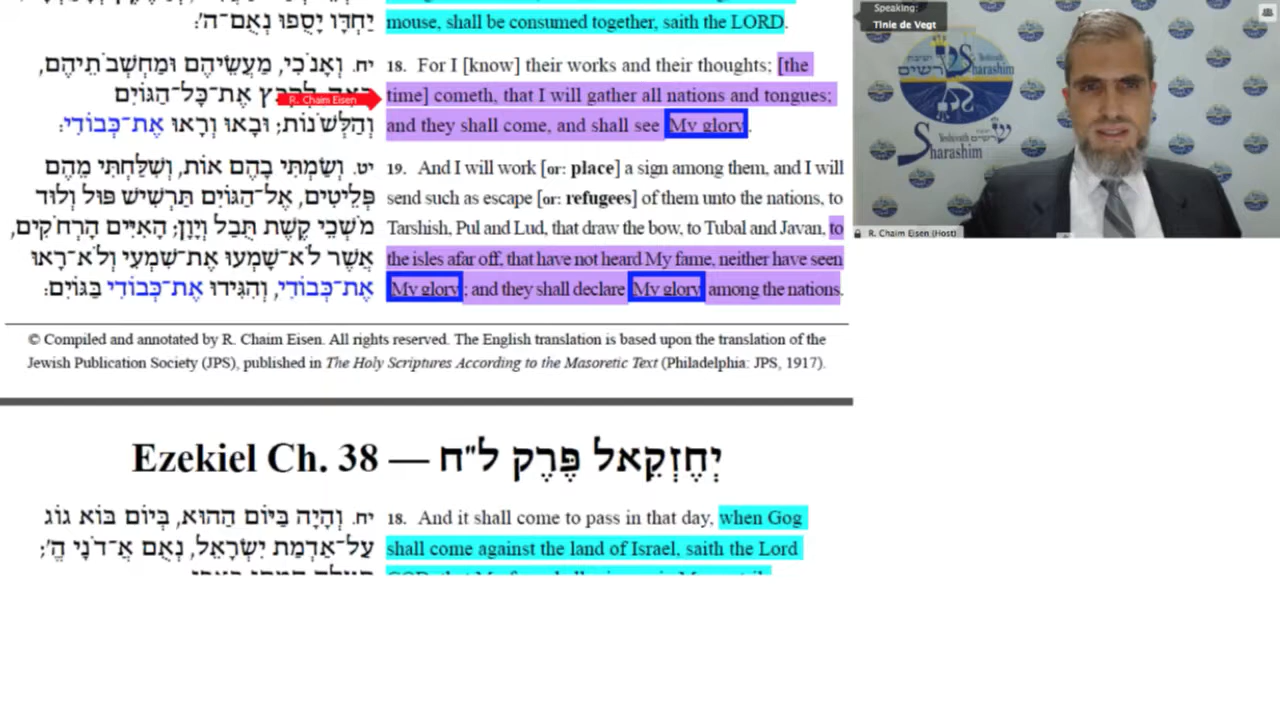 יַחְדָּו יָסֻפוּ נְאֻם־ה':
mouse, shall be consumed together, saith the LORD.
יח. וְאָנֹכִי, מַעֲשֵׂיהֶם וּמַחְשְׁבֹתֵיהֶם,
אֶת־כָּל־הַגּוֹיִם
וְהַלְּשֹׁנוֹת; וּבָאוּ וְרָאוּ אֶת־כְּבוֹדִי:
R. Chaim Eisen
18. For I [know] their works and their thoughts; [the
time] cometh, that I will gather all nations and tongues;
and they shall come, and shall see My glory.
יט. וְשַׂמְתִּי בָהֶם אוֹת, וְשִׁלַּחְתִּי מֵהֶם
פְּלֵיטִים, אֶל־הַגּוֹיִם תַּרְשִׁישׁ פּוּל וְלוּד
מֹשְׁכֵי קֶשֶׁת תֻּבַל וְיָוָן; הָאִיִּים הָרְחֹקִים,
אֲשֶׁר לֹא־שָׁמְעוּ אֶת־שִׁמְעִי וְלֹא־רָאוּ
אֶת־כְּבוֹדִי, וְהִגִּידוּ אֶת־כְּבוֹדִי בַּגּוֹיִם:
19. And I will work [or: place] a sign among them, and I will
send such as escape [or: refugees] of them unto the nations, to
Tarshish, Pul and Lud, that draw the bow, to Tubal and Javan, to
the isles afar off, that have not heard My fame, neither have seen
My glory; and they shall declare My glory among the nations.
© Compiled and annotated by R. Chaim Eisen. All rights reserved. The English translation is based upon the translation of the
Jewish Publication Society (JPS), published in The Holy Scriptures According to the Masoretic Text (Philadelphia: JPS, 1917).
Ezekiel Ch. 38 — יְחֶזְקֵאל פֶּרֶק ל"ח
יח. וְהָיָה בַּיּוֹם הַהוּא, בְּיוֹם בּוֹא גוֹג
עַל־אַדְמַת יִשְׂרָאֵל, נְאֻם אֲ־דֹנָי ה';
18. And it shall come to pass in that day, when Gog
shall come against the land of Israel, saith the Lord
Speaking:
Tinie de Vegt
Yeshivath
Sharashim
Yeshivath
Sharashim
R. Chaim Eisen (Host)